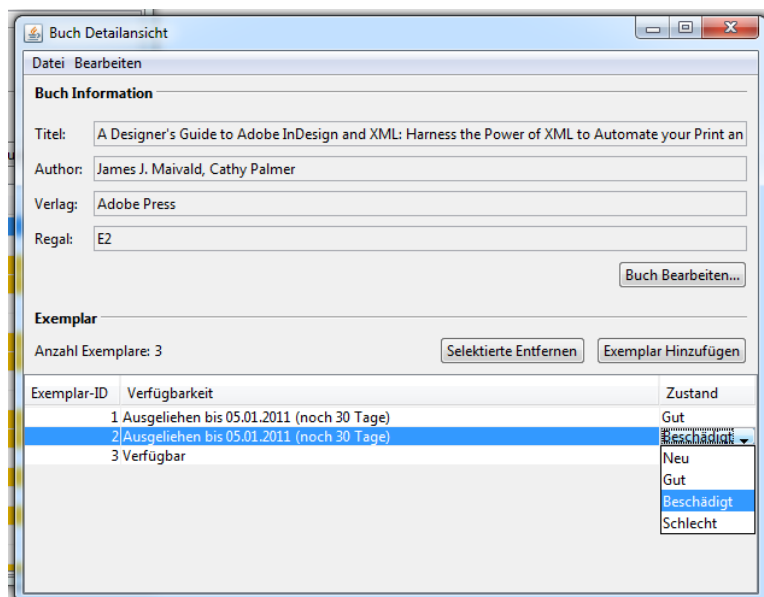 Buch Detailansicht
Datei Bearbeiten
Buch Information
Titel: A Designer's Guide to Adobe InDesign and XML: Harness the Power of XML to Automate your Print an
Author: James J. Maivald, Cathy Palmer
Verlag: Adobe Press
Regal: E2
Buch Bearbeiten...
Exemplar
Anzahl Exemplare: 3 Selektierte Entfernen Exemplar Hinzufügen
Exemplar-ID Verfügbarkeit Zustand
1 Ausgeliehen bis 05.01.2011 (noch 30 Tage) Gut
2 Ausgeliehen bis 05.01.2011 (noch 30 Tage) Beschädigt
3 Verfügbar
Neu
Gut
Beschädigt
Schlecht